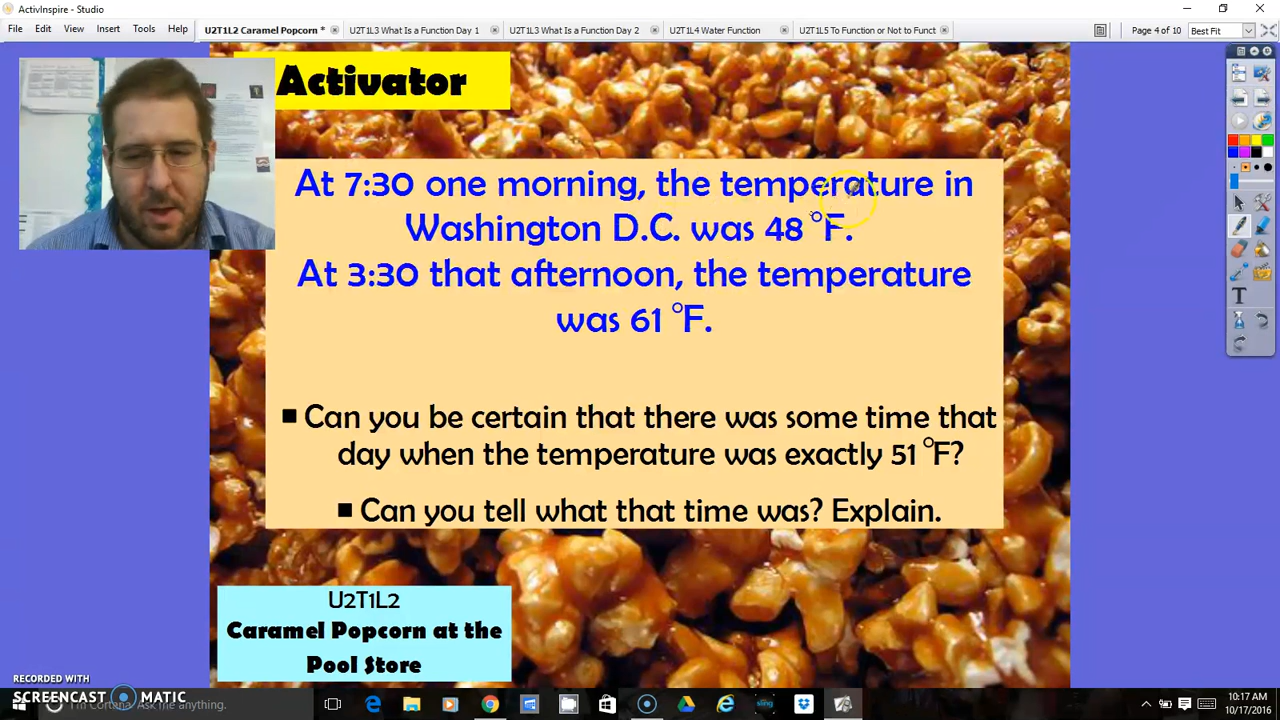 ActivInspire - Studio
File Edit View Insert Tools Help
U2T1L2 Caramel Popcorn *
U2T1L3 What Is a Function Day 1
U2T1L3 What Is a Function Day 2
U2T1L4 Water Function
U2T1L5 To Function or Not to Funct
Page 4 of 10
Best Fit
Activator
At 7:30 one morning, the temperature in
Washington D.C. was 48 °F.
At 3:30 that afternoon, the temperature
was 61 °F.
■ Can you be certain that there was some time that
day when the temperature was exactly 51 °F?
■ Can you tell what that time was? Explain.
U2T1L2
Caramel Popcorn at the
Pool Store
RECORDED WITH
SCREENCAST MATIC
I'm Cortana. Ask me anything.
sling
10:17 AM
10/17/2016